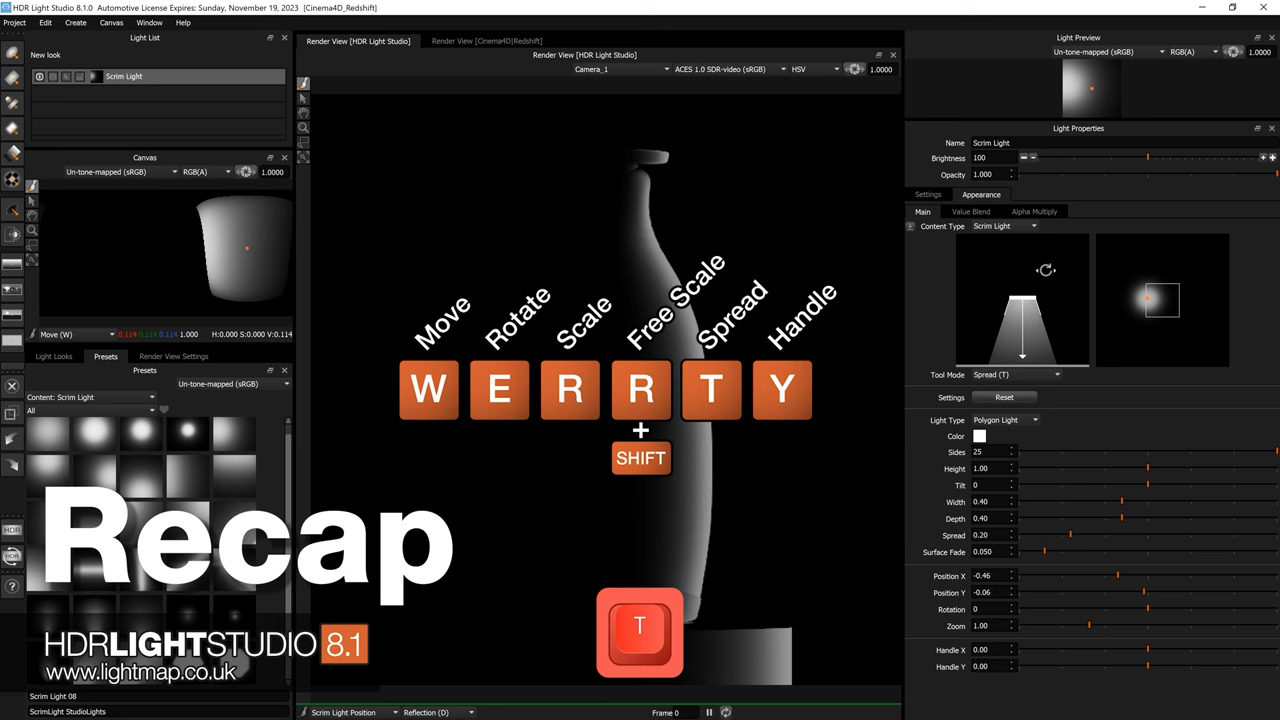 HDR Light Studio 8.1.0 Automotive License Expires: Sunday, November 19, 2023 [Cinema4D_Redshift]
Project Edit Create Canvas Window Help
Light List
New look
Scrim Light
Canvas
Un-tone-mapped (sRGB) RGB(A) 1.0000
Move (W) 0.114 0.114 0.114 1.000 H:0.000 S:0.000 V:0.114
Light Looks Presets Render View Settings
Presets
Un-tone-mapped (sRGB)
Content: Scrim Light
All
HDR
HDR
?
Scrim Light 08
ScrimLight StudioLights
Render View [HDR Light Studio] Render View [Cinema4D|Redshift]
Render View [HDR Light Studio]
Camera_1 ACES 1.0 SDR-video (sRGB) HSV 1.0000
Move Rotate Scale Free Scale Spread Handle
W E R R T Y
+
SHIFT
Recap
HDRLIGHTSTUDIO 8.1
www.lightmap.co.uk
T
Scrim Light Position Reflection (D) Frame 0
Light Preview
Un-tone-mapped (sRGB) RGB(A) 1.0000
Light Properties
Name Scrim Light
Brightness 100
Opacity 1.000
Settings Appearance
Main Value Blend Alpha Multiply
Content Type Scrim Light
Tool Mode Spread (T)
Settings Reset
Light Type Polygon Light
Color
Sides 25
Height 1.00
Tilt 0
Width 0.40
Depth 0.40
Spread 0.20
Surface Fade 0.050
Position X -0.46
Position Y -0.06
Rotation 0
Zoom 1.00
Handle X 0.00
Handle Y 0.00